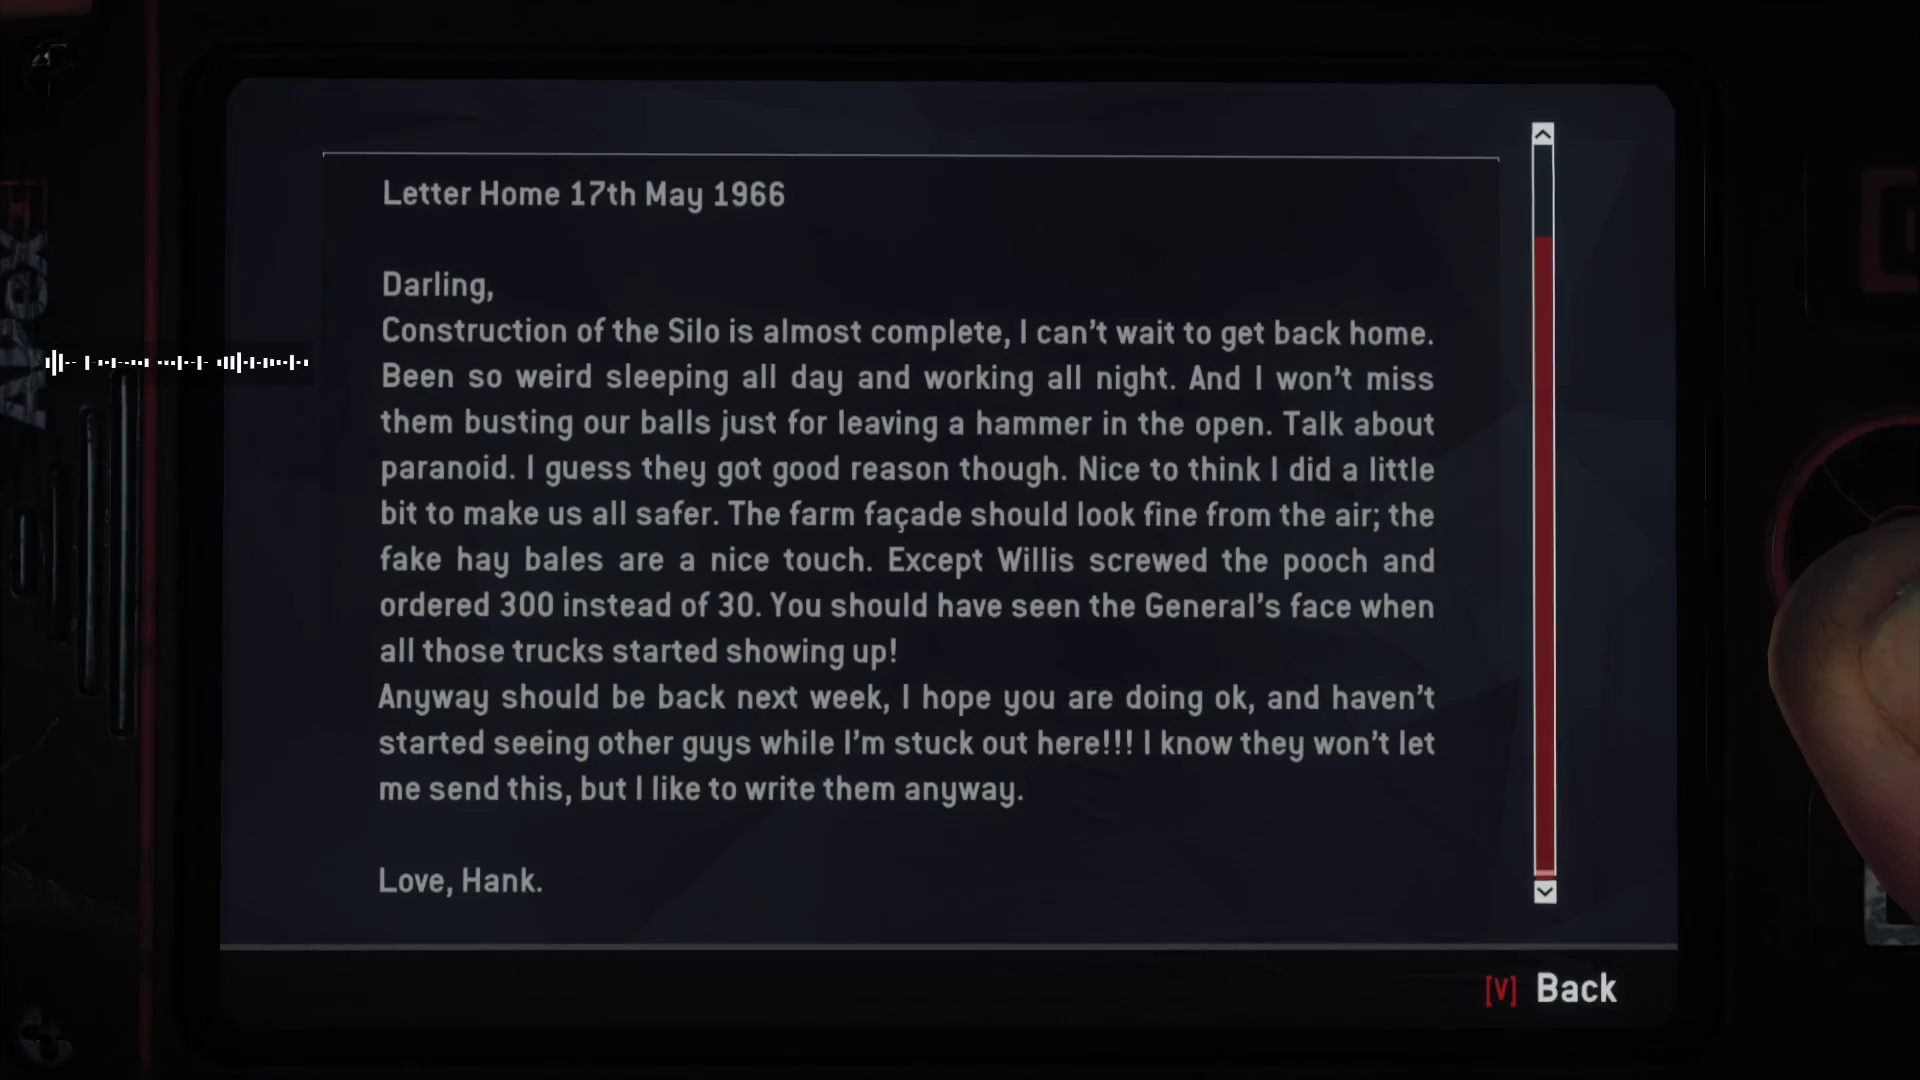 Letter Home 17th May 1966
Darling,
Construction of the Silo is almost complete, I can't wait to get back home.
Been so weird sleeping all day and working all night. And I won't miss
them busting our balls just for leaving a hammer in the open. Talk about
paranoid. I guess they got good reason though. Nice to think I did a little
bit to make us all safer. The farm façade should look fine from the air; the
fake hay bales are a nice touch. Except Willis screwed the pooch and
ordered 300 instead of 30. You should have seen the General's face when
all those trucks started showing up!
Anyway should be back next week, I hope you are doing ok, and haven't
started seeing other guys while I'm stuck out here!!! I know they won't let
me send this, but I like to write them anyway.
Love, Hank.
[V] Back